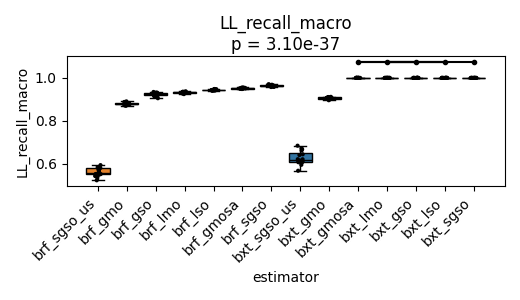 LL_recall_macro
p = 3.10e-37
LL_recall_macro
1.0
0.8
0.6
brf_sgso_us
brf_gmo
brf_gso
brf_lmo
brf_lso
brf_gmosa
brf_sgso
bxt_sgso_us
bxt_gmo
bxt_gmosa
bxt_lmo
bxt_gso
bxt_lso
bxt_sgso
estimator